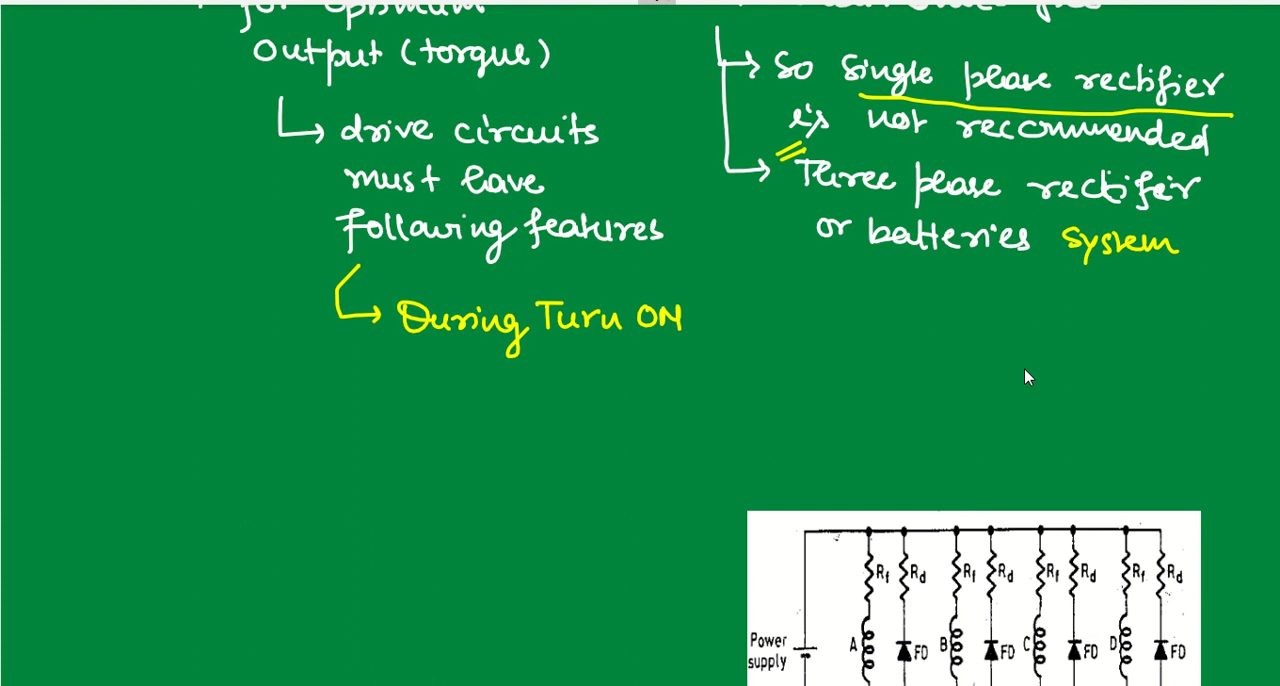 for optimum
output (torque)
drive circuits
must have
following features
During Turn ON
So single phase rectifier
is not recommended
Three phase rectifier
or batteries system
Rf Rd Rf Rd Rf Rd Rf Rd
Power
supply
A FD B FD C FD D FD